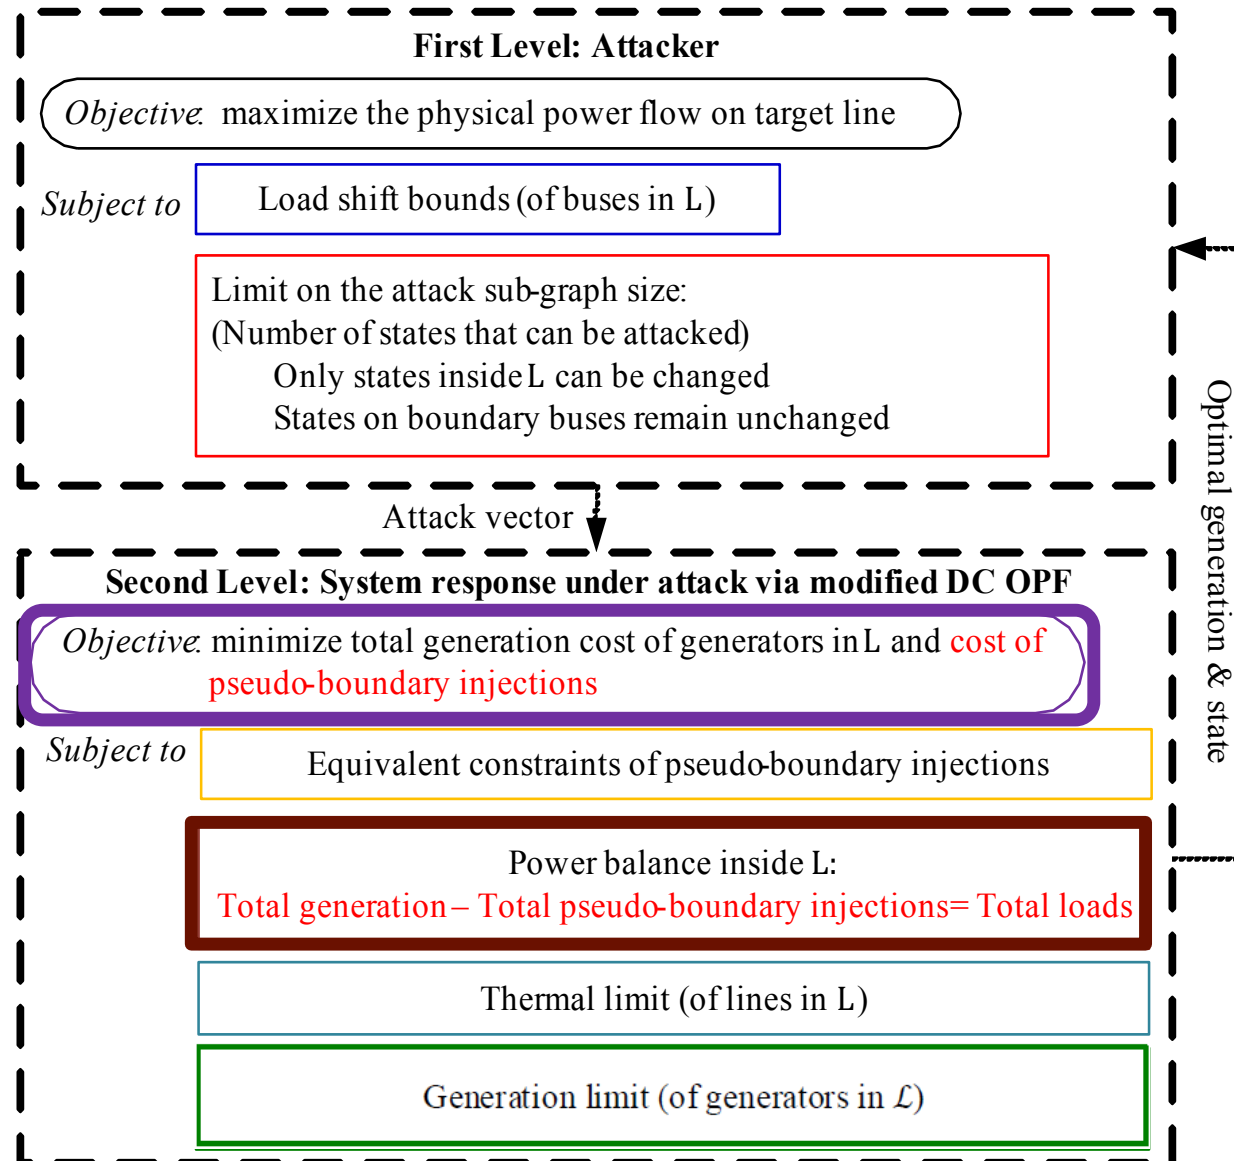 First Level: Attacker
Objective: maximize the physical power flow on target line
Subject to
Load shift bounds (of buses in L)
Limit on the attack sub-graph size:
(Number of states that can be attacked)
Only states inside L can be changed
States on boundary buses remain unchanged
Attack vector
Optimal generation & state
Second Level: System response under attack via modified DC OPF
Objective: minimize total generation cost of generators in L and cost of
pseudo-boundary injections
Subject to
Equivalent constraints of pseudo-boundary injections
Power balance inside L:
Total generation – Total pseudo-boundary injections= Total loads
Thermal limit (of lines in L)
Generation limit (of generators in ℒ)